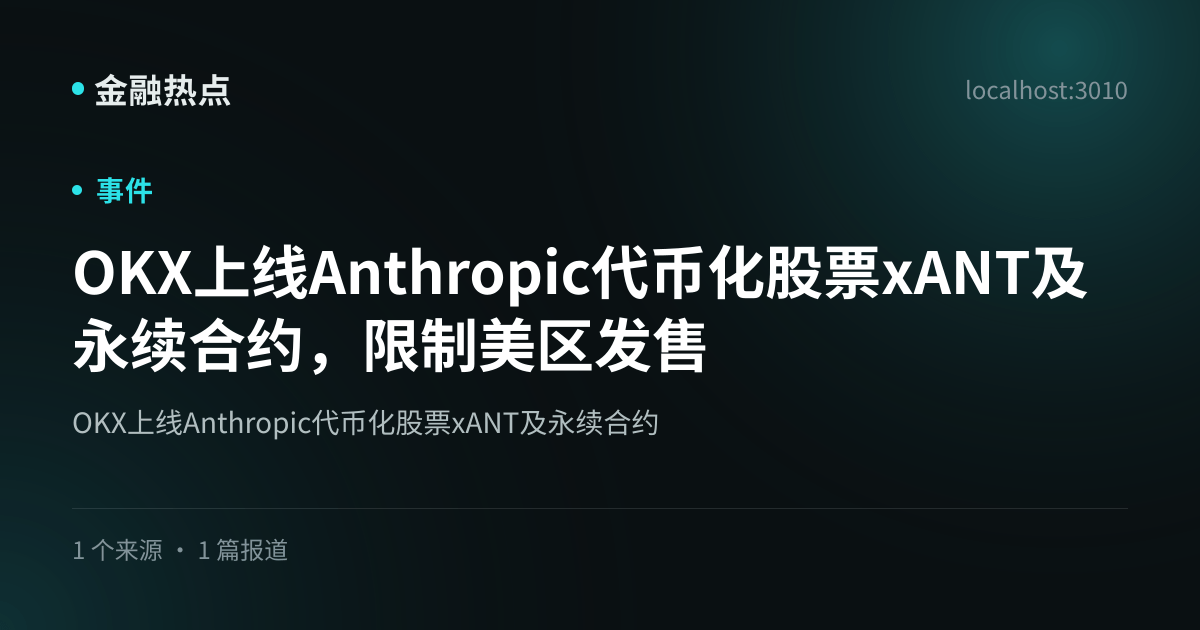 金融热点
localhost:3010
事件
OKX上线Anthropic代币化股票xANT及
永续合约，限制美区发售
OKX上线Anthropic代币化股票xANT及永续合约
1 个来源 · 1 篇报道